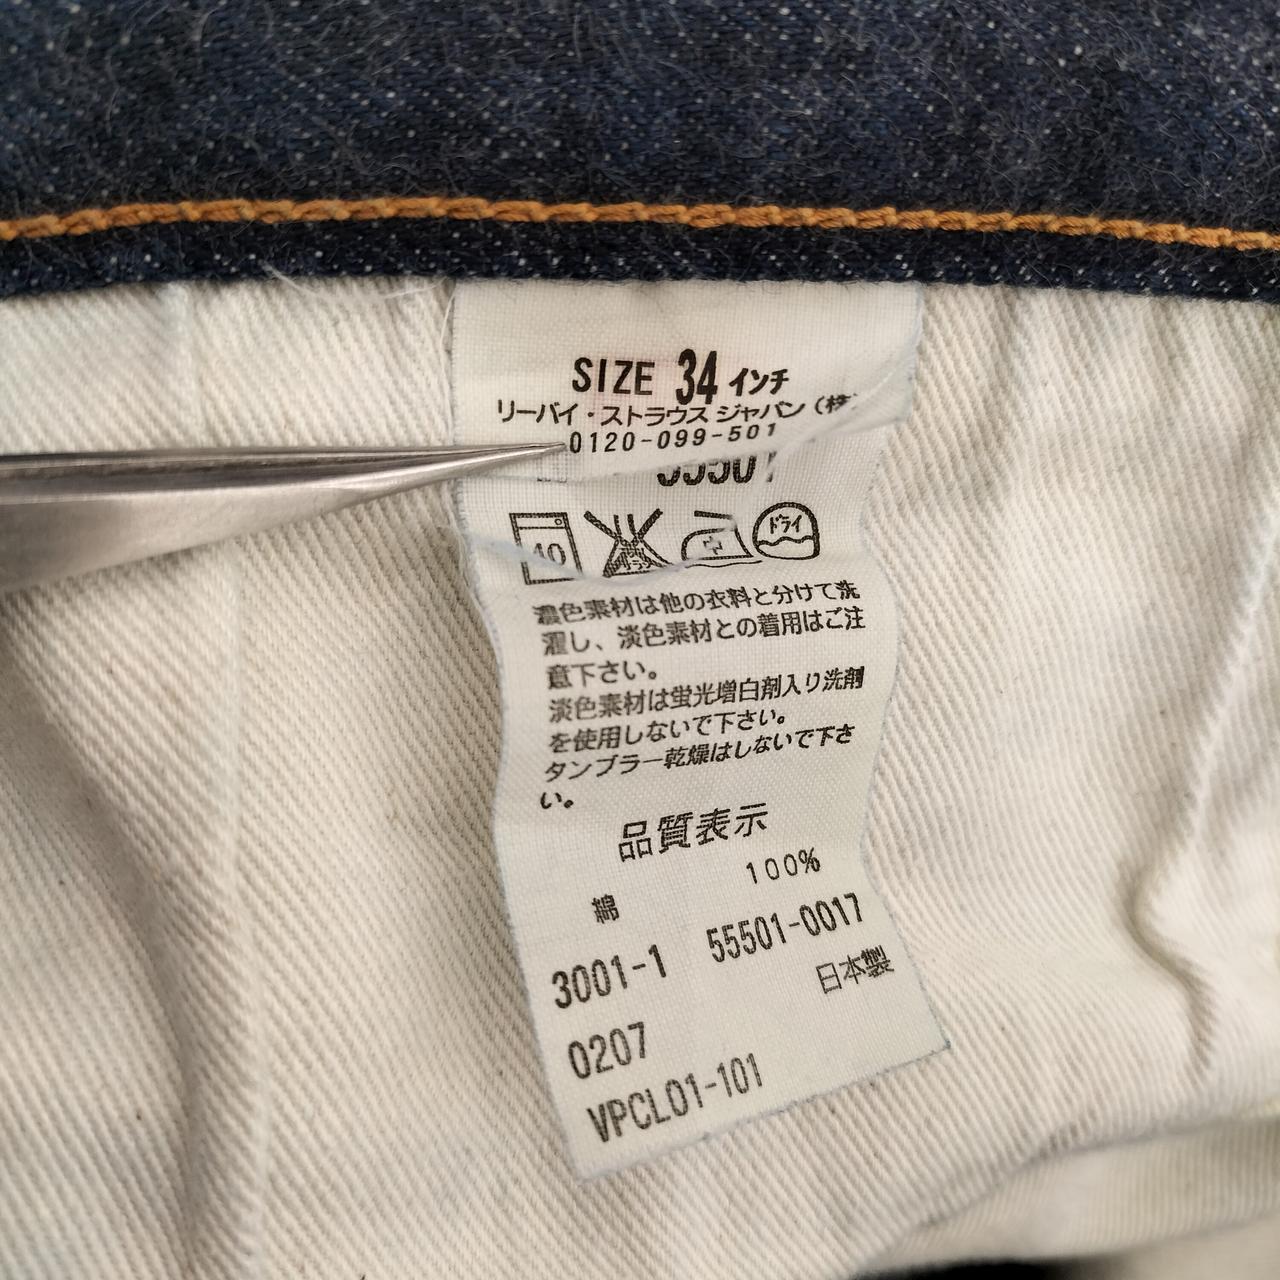 SIZE 34 インチ
リーバイ・ストラウス ジャパン（株）
0120-099-501
55501
40 ドライ
濃色素材は他の衣料と分けて洗
濯し、淡色素材との着用はご注
意下さい。
淡色素材は蛍光増白剤入り洗剤
を使用しないで下さい。
タンブラー乾燥はしないで下さ
い。
品質表示
100%
綿
3001-1 55501-0017
日本製
0207
VPCL01-101